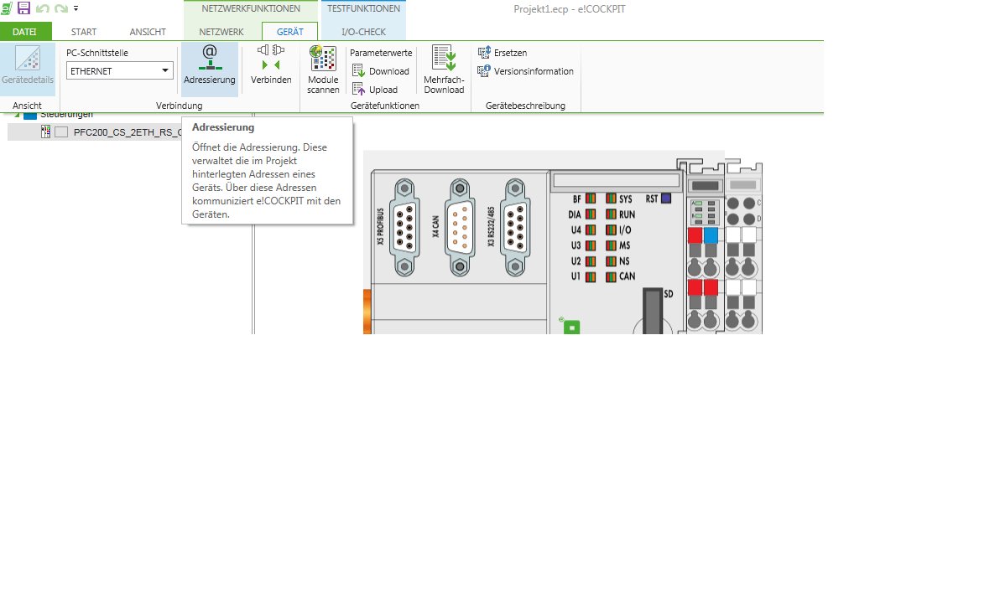 NETZWERKFUNKTIONEN
TESTFUNKTIONEN
Projekt1.ecp - e!COCKPIT
DATEI
START
ANSICHT
NETZWERK
GERÄT
I/O-CHECK
Gerätedetails
PC-Schnittstelle
ETHERNET
@
Adressierung
Verbinden
Module
scannen
Parameterwerte
Download
Upload
Mehrfach-
Download
Ersetzen
Versionsinformation
Ansicht
Verbindung
Gerätefunktionen
Gerätebeschreibung
Steuerungen
PFC200_CS_2ETH_RS_C
Adressierung
Öffnet die Adressierung. Diese
verwaltet die im Projekt
hinterlegten Adressen eines
Geräts. Über diese Adressen
kommuniziert e!COCKPIT mit den
Geräten.
X5 PROFIBUS
X4 CAN
X3 RS232/485
BF SYS RST
DIA RUN
U4 I/O
U3 MS
U2 NS
U1 CAN
SD
A
B
A C
B D